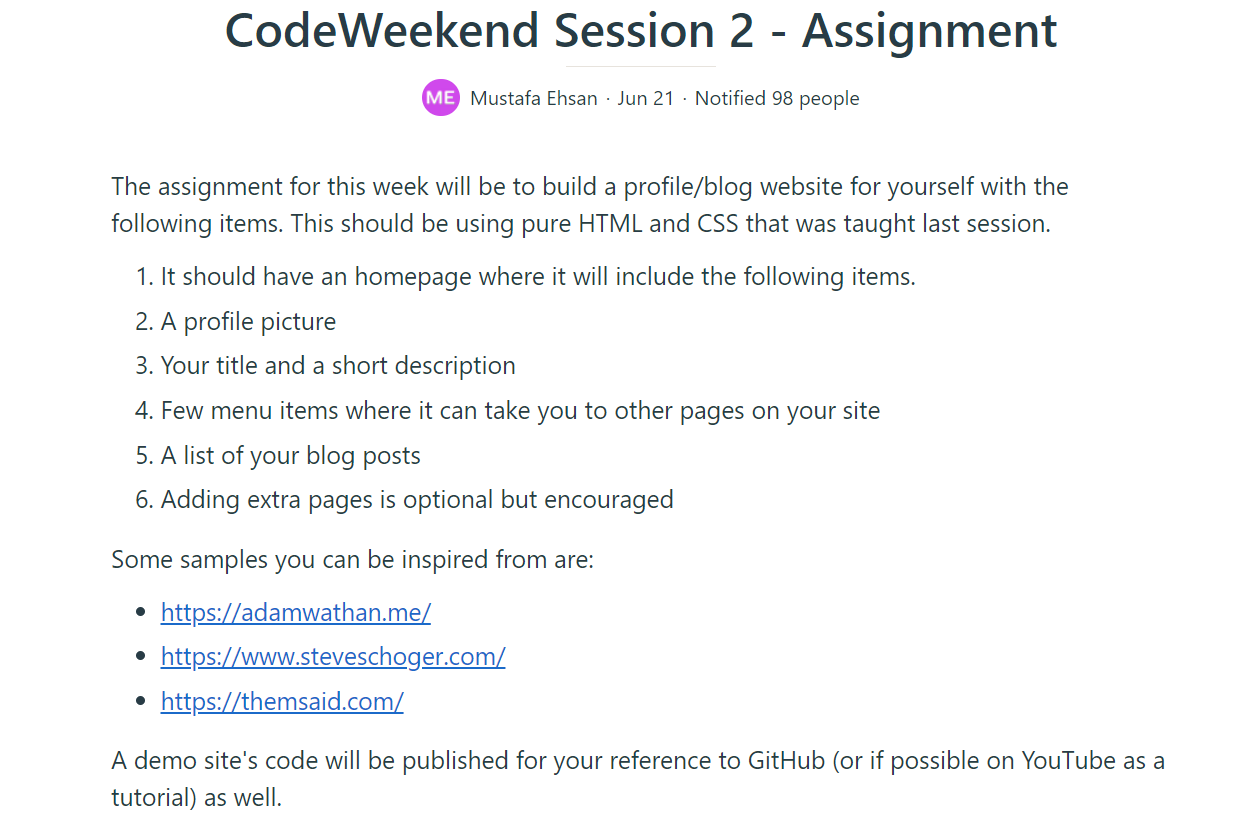 CodeWeekend Session 2 - Assignment
ME Mustafa Ehsan · Jun 21 · Notified 98 people
The assignment for this week will be to build a profile/blog website for yourself with the
following items. This should be using pure HTML and CSS that was taught last session.
1. It should have an homepage where it will include the following items.
2. A profile picture
3. Your title and a short description
4. Few menu items where it can take you to other pages on your site
5. A list of your blog posts
6. Adding extra pages is optional but encouraged
Some samples you can be inspired from are:
• https://adamwathan.me/
• https://www.steveschoger.com/
• https://themsaid.com/
A demo site's code will be published for your reference to GitHub (or if possible on YouTube as a
tutorial) as well.